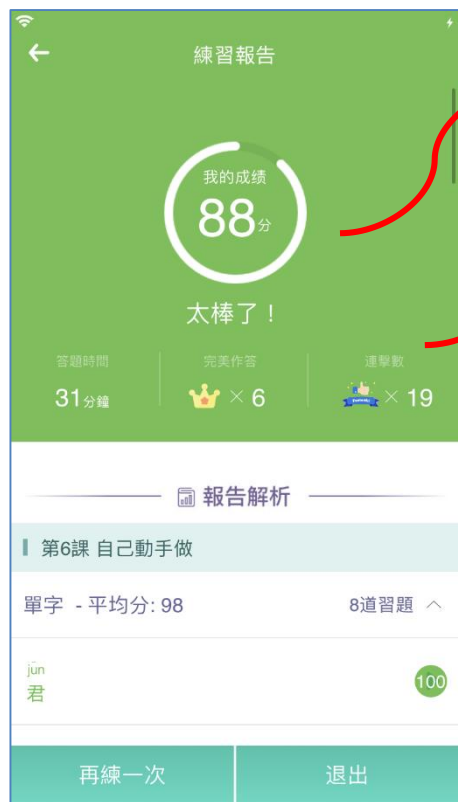 練習報告
我的成绩
88分
太棒了！
答題時間 完美作答 連擊數
31分鐘 × 6 × 19
報告解析
第6課 自己動手做
單字 - 平均分: 98 8道習題
jūn
君 100
再練一次 退出